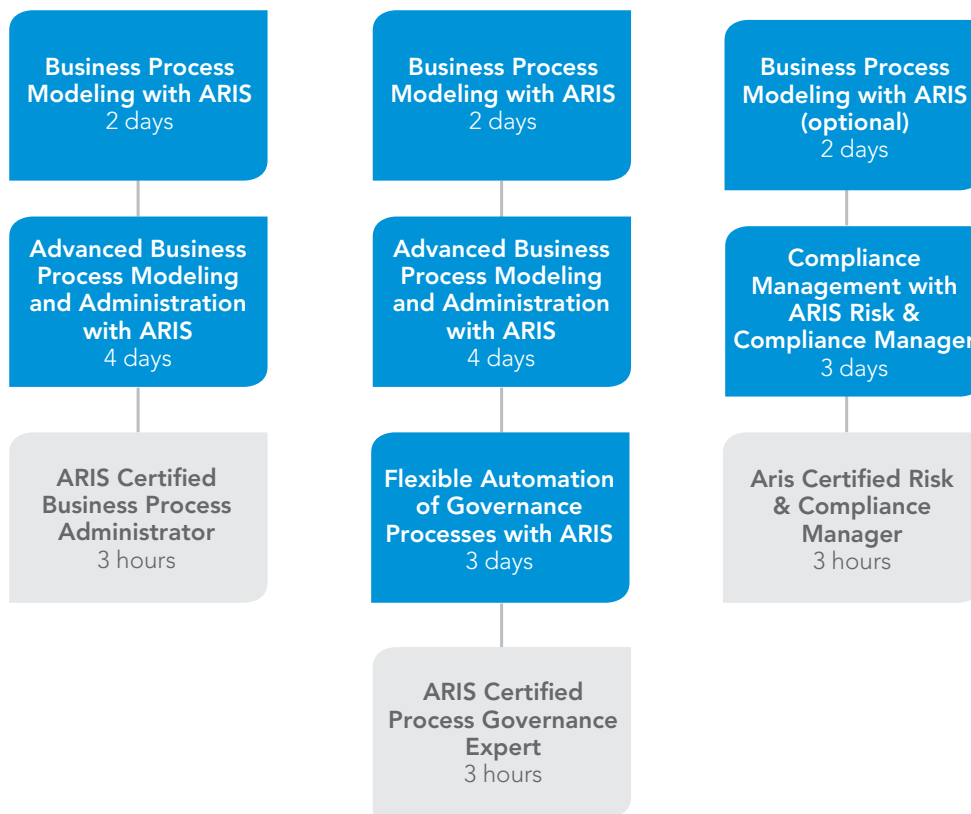 Business Process
Modeling with ARIS
2 days
Advanced Business
Process Modeling
and Administration
with ARIS
4 days
ARIS Certified
Business Process
Administrator
3 hours
Business Process
Modeling with ARIS
2 days
Advanced Business
Process Modeling
and Administration
with ARIS
4 days
Flexible Automation
of Governance
Processes with ARIS
3 days
ARIS Certified
Process Governance
Expert
3 hours
Business Process
Modeling with ARIS
(optional)
2 days
Compliance
Management with
ARIS Risk &
Compliance Manager
3 days
Aris Certified Risk
& Compliance
Manager
3 hours